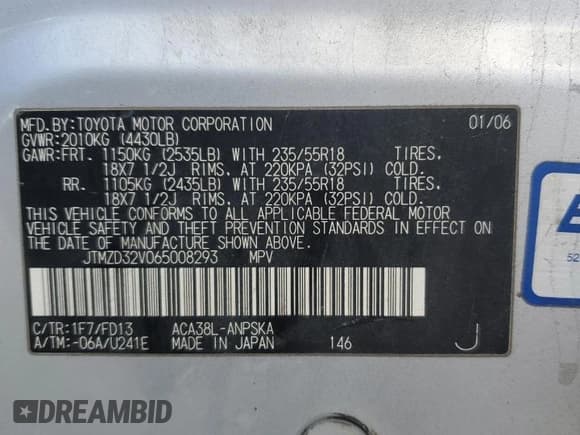 MFD.BY:TOYOTA MOTOR CORPORATION 01/06
GVWR:2010KG (4430LB)
GAWR:FRT. 1150KG (2535LB) WITH 235/55R18 TIRES,
18X7 1/2J RIMS, AT 220KPA (32PSI) COLD.
RR. 1105KG (2435LB) WITH 235/55R18 TIRES,
18X7 1/2J RIMS, AT 220KPA (32PSI) COLD.
THIS VEHICLE CONFORMS TO ALL APPLICABLE FEDERAL MOTOR
VEHICLE SAFETY AND THEFT PREVENTION STANDARDS IN EFFECT ON
THE DATE OF MANUFACTURE SHOWN ABOVE.
JTMZD32V065008293 MPV
C/TR:1F7/FD13 ACA38L-ANPSKA
A/TM:-06A/U241E MADE IN JAPAN 146 J
52
DREAMBID